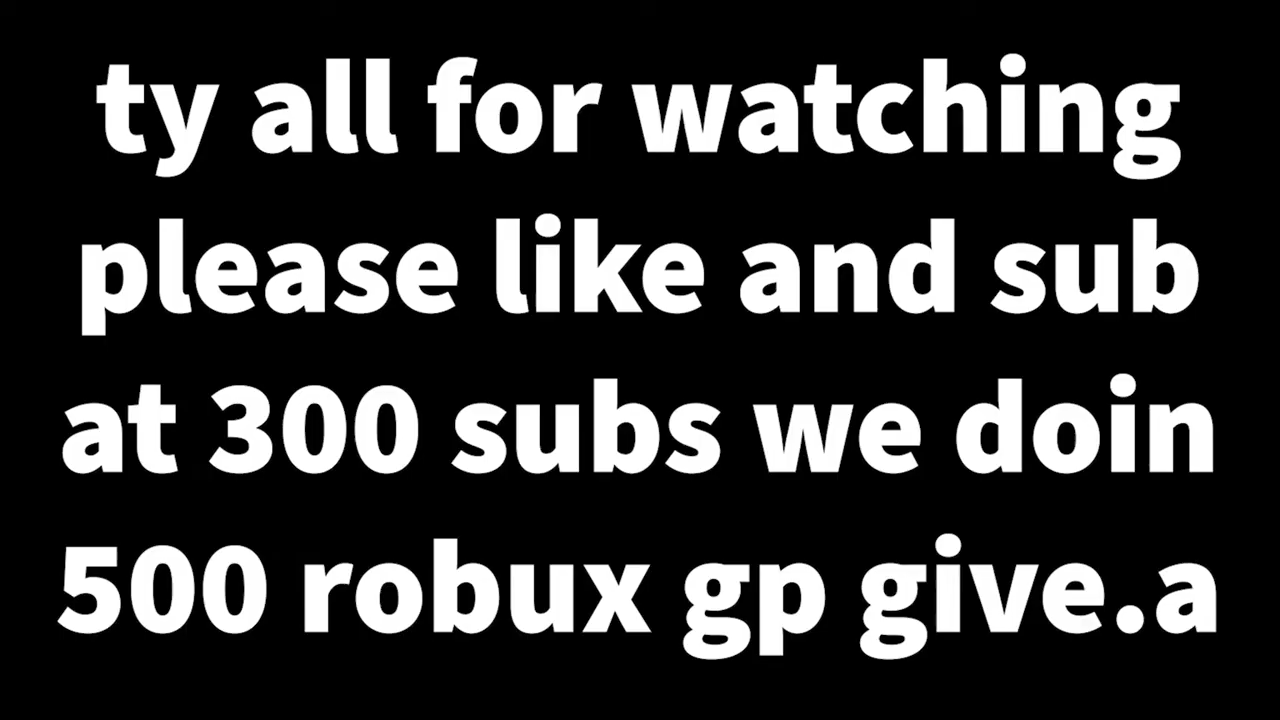 ty all for watching
please like and sub
at 300 subs we doin
500 robux gp give.a